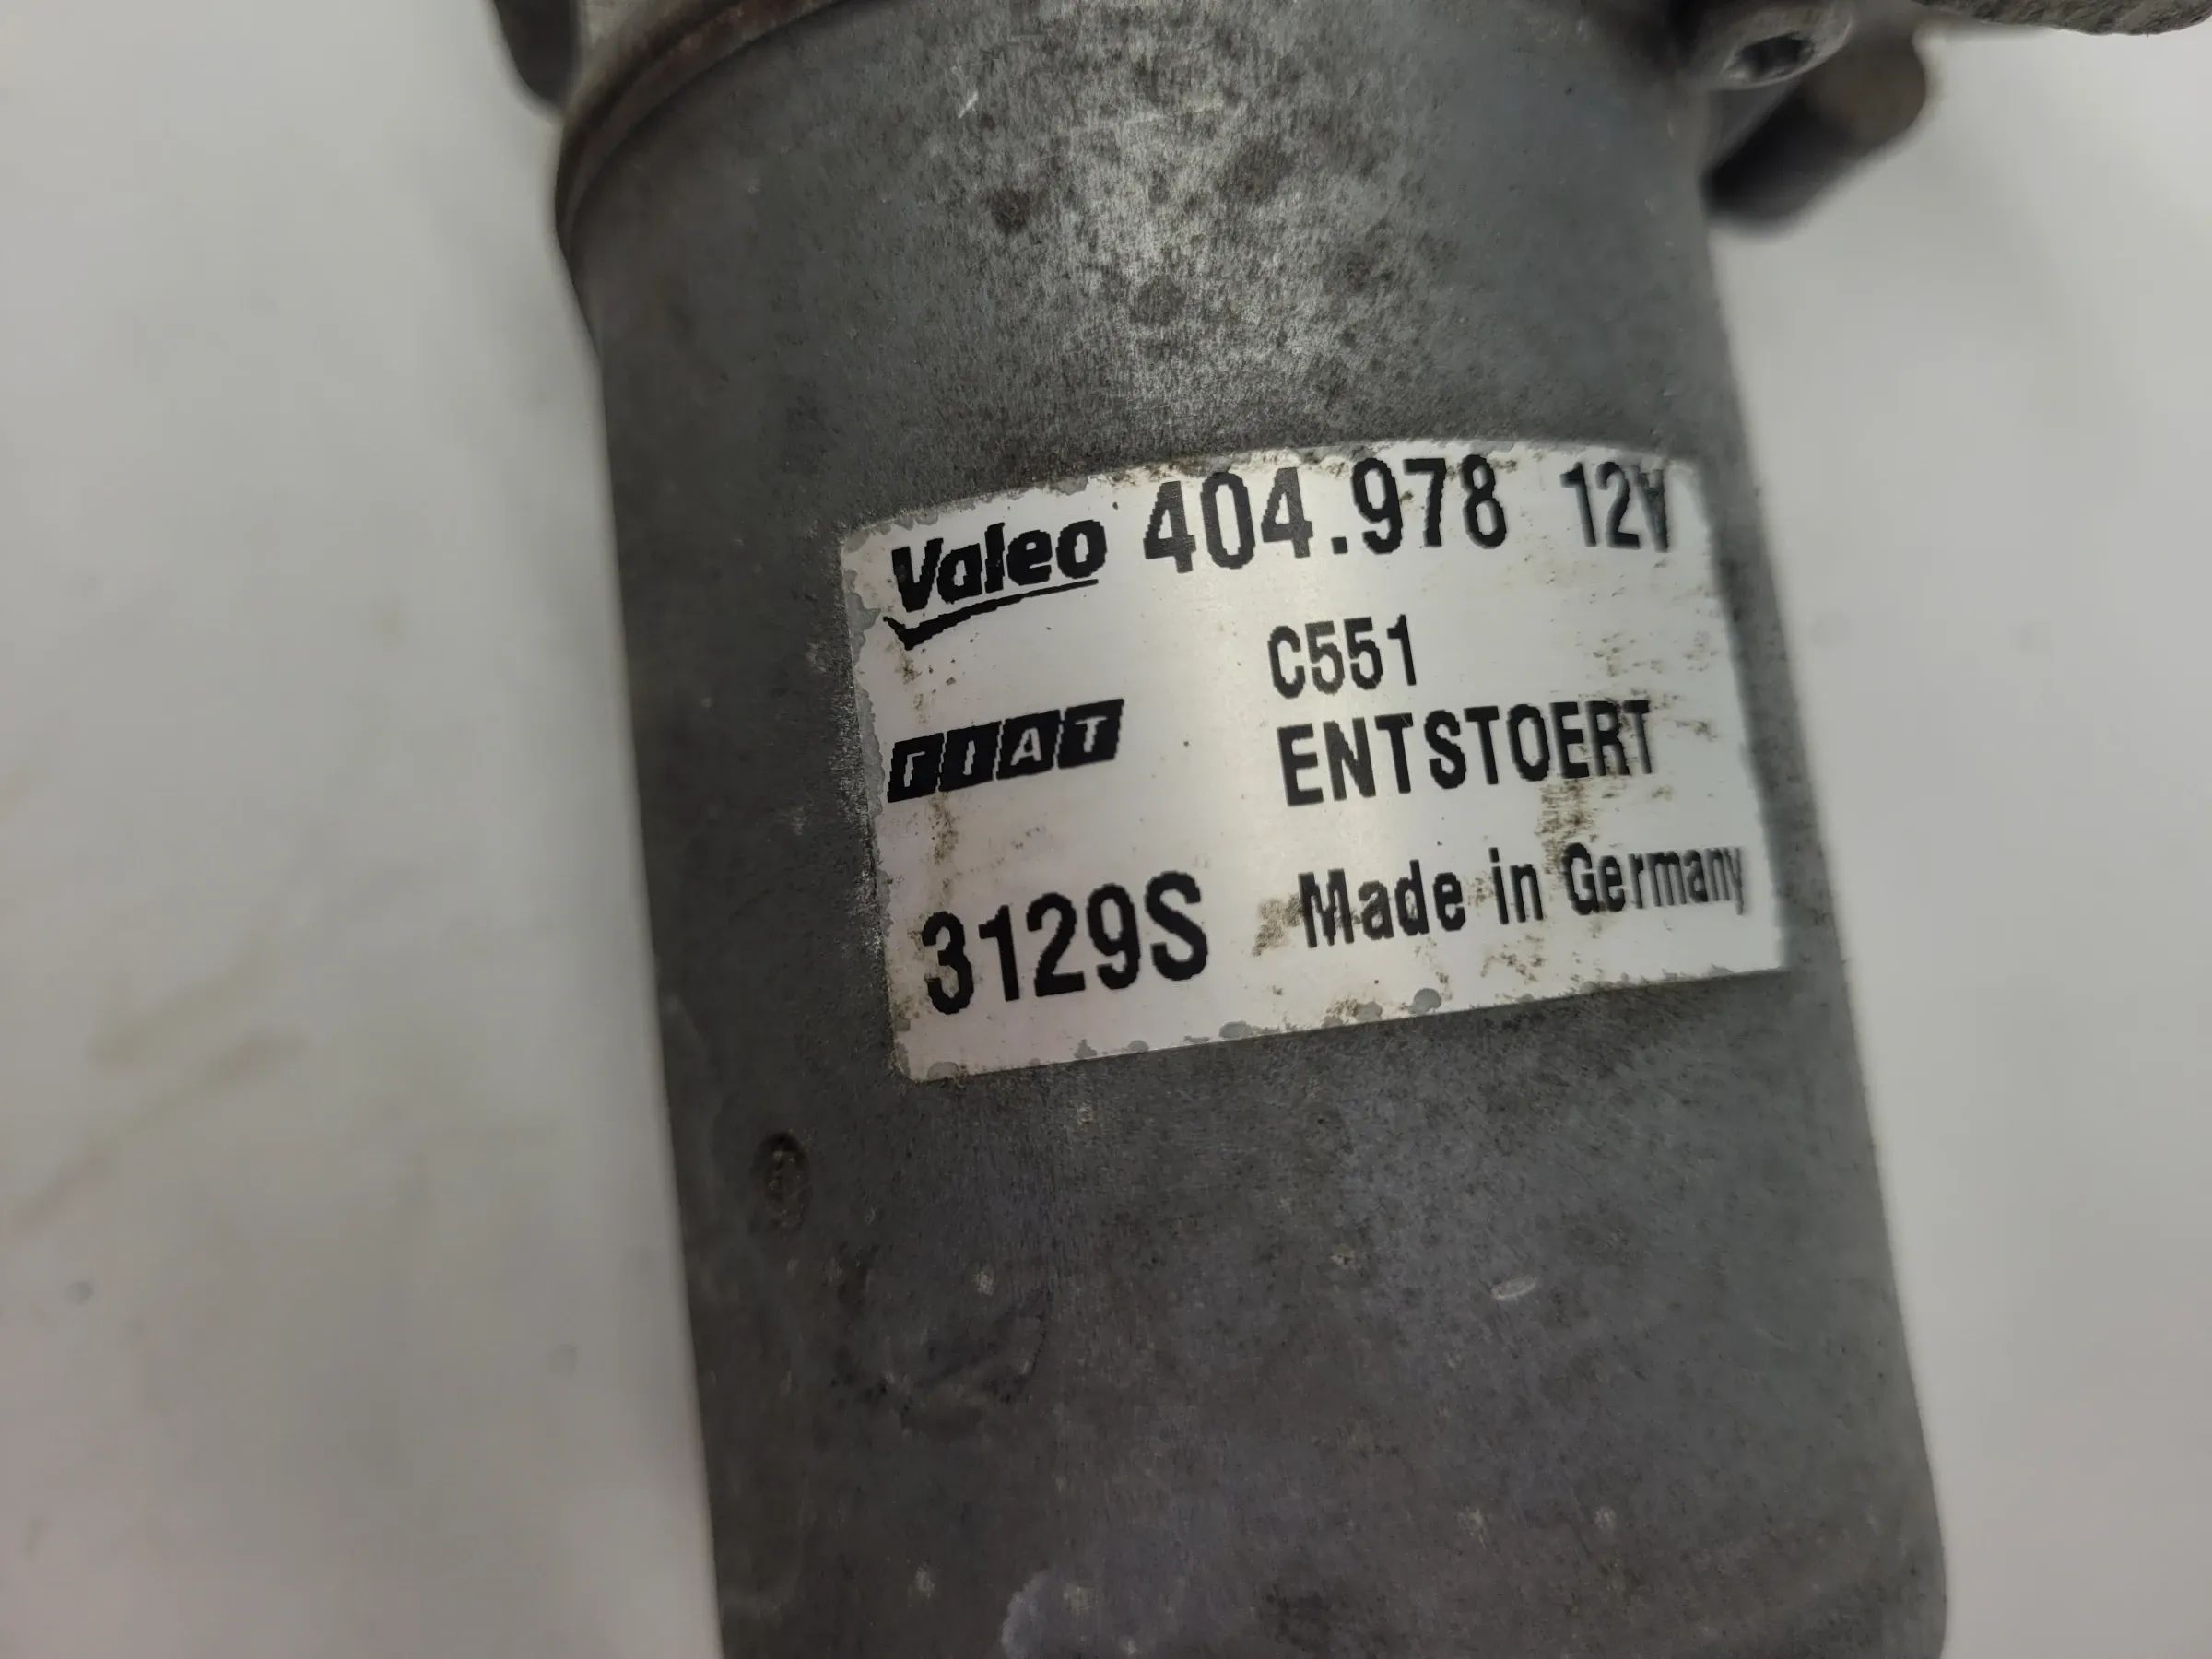 Valeo 404.978 12V
C551
FIAT
ENTSTOERT
3129S Made in Germany